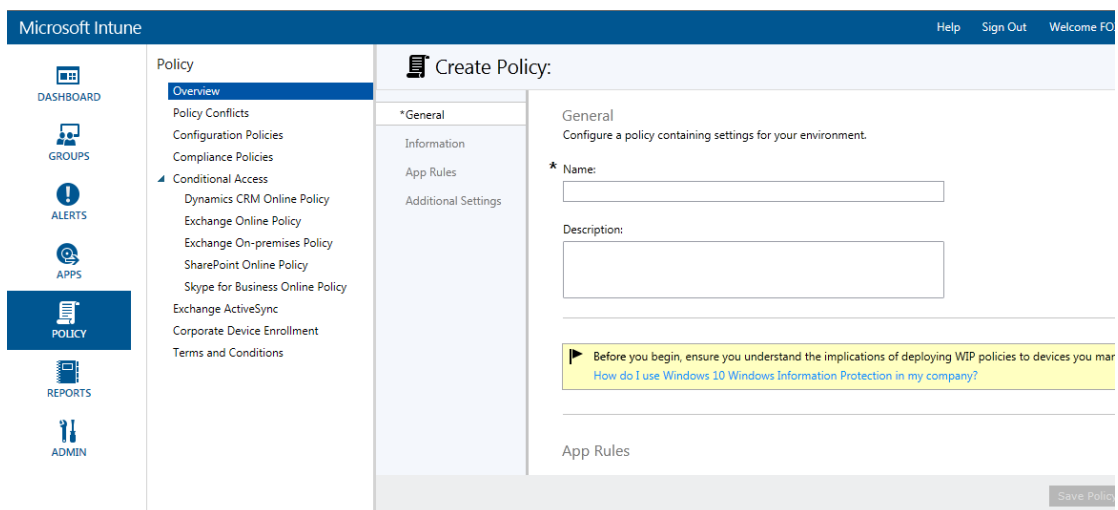 Microsoft Intune
Help Sign Out Welcome FO
DASHBOARD
GROUPS
ALERTS
APPS
POLICY
REPORTS
ADMIN
Policy
Overview
Policy Conflicts
Configuration Policies
Compliance Policies
Conditional Access
Dynamics CRM Online Policy
Exchange Online Policy
Exchange On-premises Policy
SharePoint Online Policy
Skype for Business Online Policy
Exchange ActiveSync
Corporate Device Enrollment
Terms and Conditions
Create Policy:
*General
Information
App Rules
Additional Settings
General
Configure a policy containing settings for your environment.
* Name:
Description:
Before you begin, ensure you understand the implications of deploying WIP policies to devices you mar
How do I use Windows 10 Windows Information Protection in my company?
App Rules
Save Policy